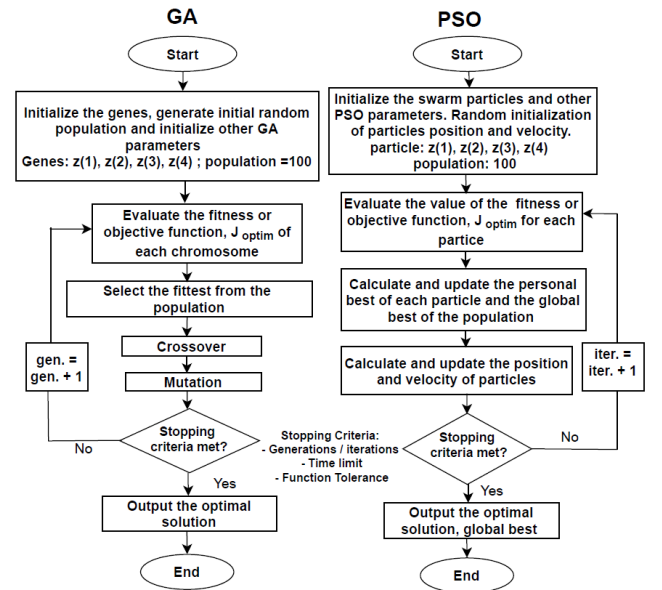 GA
Start
Initialize the genes, generate initial random
population and initialize other GA
parameters
Genes: z(1), z(2), z(3), z(4) ; population =100
Evaluate the fitness or
objective function, J optim of
each chromosome
Select the fittest from the
population
Crossover
Mutation
gen. =
gen. + 1
Stopping
criteria met?
No
Yes
Output the optimal
solution
End
Stopping Criteria:
- Generations / iterations
- Time limit
- Function Tolerance
PSO
Start
Initialize the swarm particles and other
PSO parameters. Random initialization
of particles position and velocity.
particle: z(1), z(2), z(3), z(4)
population: 100
Evaluate the value of the fitness or
objective function, J optim for each
partice
Calculate and update the personal
best of each particle and the global
best of the population
Calculate and update the position
and velocity of particles
iter. =
iter. + 1
Stopping
criteria met?
No
Yes
Output the optimal
solution, global best
End